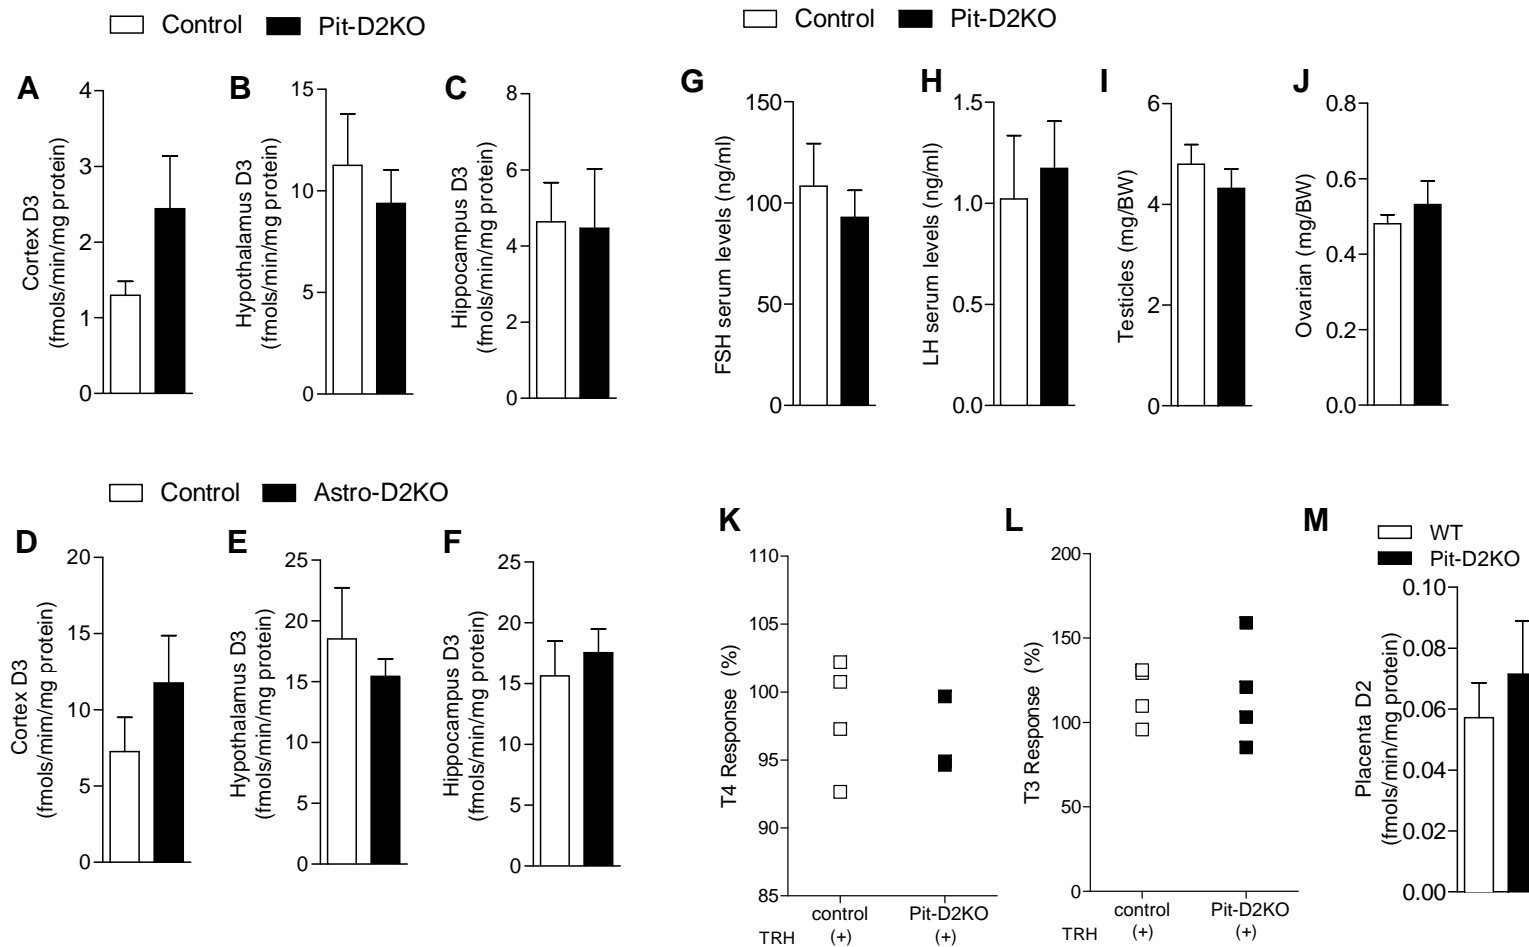 Control Pit-D2KO
A
Cortex D3
(fmols/min/mg protein)
4
3
2
1
0
B
Hypothalamus D3
(fmols/min/mg protein)
15
10
5
0
C
Hippocampus D3
(fmols/min/mg protein)
8
6
4
2
0
Control Astro-D2KO
D
Cortex D3
(fmols/mim/mg protein)
20
15
10
5
0
E
Hypothalamus D3
(fmols/min/mg protein)
25
20
15
10
5
0
F
Hippocampus D3
(fmols/min/mg protein)
25
20
15
10
5
0
Control Pit-D2KO
G
FSH serum levels (ng/ml)
150
100
50
0
H
LH serum levels (ng/ml)
1.5
1.0
0.5
0.0
I
Testicles (mg/BW)
6
4
2
0
J
Ovarian (mg/BW)
0.8
0.6
0.4
0.2
0.0
K
T4 Response (%)
110
105
100
95
90
85
control Pit-D2KO
TRH (+) (+)
L
T3 Response (%)
200
150
100
50
0
control Pit-D2KO
TRH (+) (+)
M
WT
Pit-D2KO
Placenta D2
(fmols/min/mg protein)
0.10
0.08
0.06
0.04
0.02
0.00